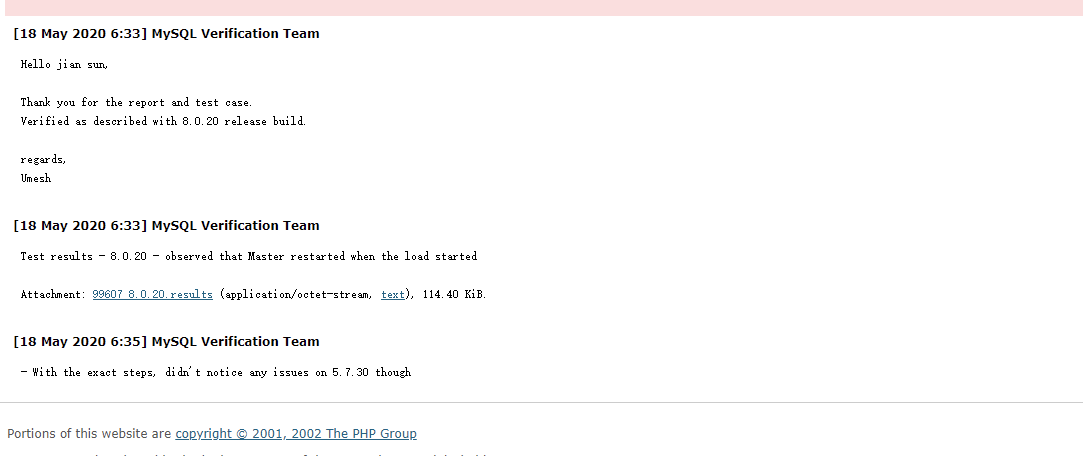 [18 May 2020 6:33] MySQL Verification Team
Hello jian sun,
Thank you for the report and test case.
Verified as described with 8.0.20 release build.
regards,
Umesh
[18 May 2020 6:33] MySQL Verification Team
Test results - 8.0.20 - observed that Master restarted when the load started
Attachment: 99607_8.0.20.results (application/octet-stream, text), 114.40 KiB.
[18 May 2020 6:35] MySQL Verification Team
- With the exact steps, didn't notice any issues on 5.7.30 though
Portions of this website are copyright © 2001, 2002 The PHP Group